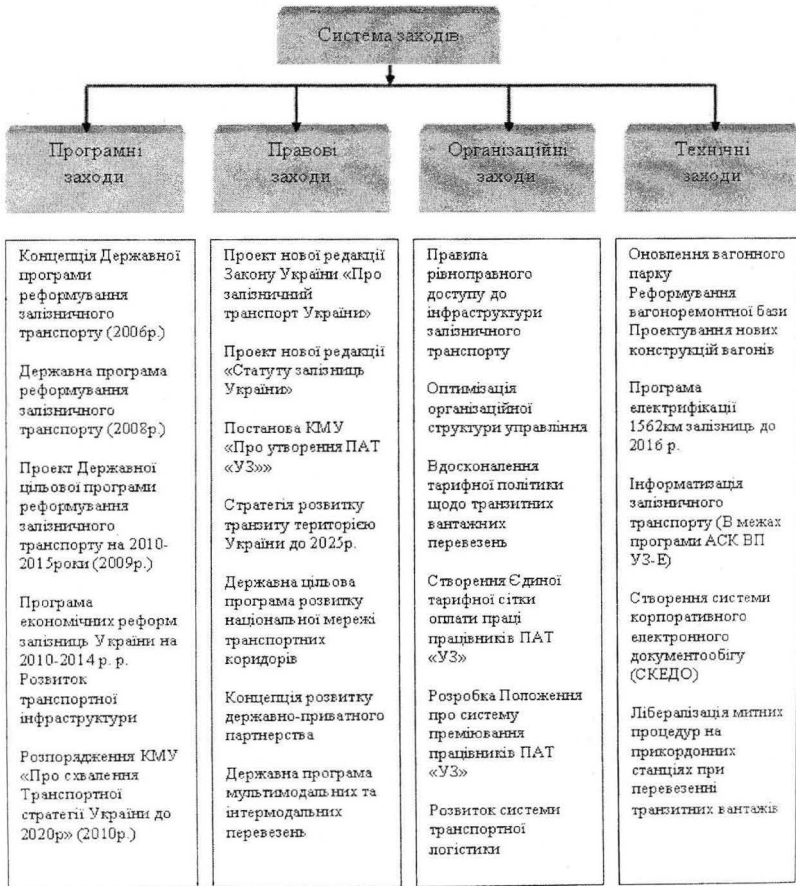 Система заходів
Програмні
заходи
Правові
заходи
Організаційні
заходи
Технічні
заходи
Концепція Державної
програми
реформування
залізничного
транспорту (2006р.)
Державна програма
реформування
залізничного
транспорту (2008р.)
Проект Державної
цільової програми
реформування
залізничного
транспорту на 2010-
2015роки (2009р.)
Програма
економічних реформ
залізниць України на
2010-2014 р. р.
Розвиток
транспортної
інфраструктури
Розпорядження КМУ
«Про схвалення
Транспортної
стратегії України до
2020р» (2010р.)
Проект нової редакції
Закону України «Про
залізничний
транспорт України»
Проект нової редакції
«Статуту залізниць
України»
Постанова КМУ
«Про утворення ПАТ
«УЗ»»
Стратегія розвитку
транзиту територією
України до 2025р.
Державна цільова
програма розвитку
національної мережі
транспортних
коридорів
Концепція розвитку
державно-приватного
партнерства
Державна програма
мультимодальних та
інтермодальних
перевезень
Правила
рівноправного
доступу до
інфраструктури
залізничного
транспорту
Оптимізація
організаційної
структури управління
Вдосконалення
тарифної політики
щодо транзитних
вантажних
перевезень
Створення Єдиної
тарифної сітки
оплати праці
працівників ПАТ
«УЗ»
Розробка Положення
про систему
преміювання
працівників ПАТ
«УЗ»
Розвиток системи
транспортної
логістики
Оновлення вагонного
парку
Реформування
вагоноремонтної бази
Проектування нових
конструкцій вагонів
Програма
електрифікації
1562км залізниць до
2016 р.
Інформатизація
залізничного
транспорту (В межах
програми АСК ВП
УЗ-Е)
Створення системи
корпоративного
електронного
документообігу
(СКЕДО)
Лібералізація митних
процедур на
прикордонних
станціях при
перевезенні
транзитних вантажів